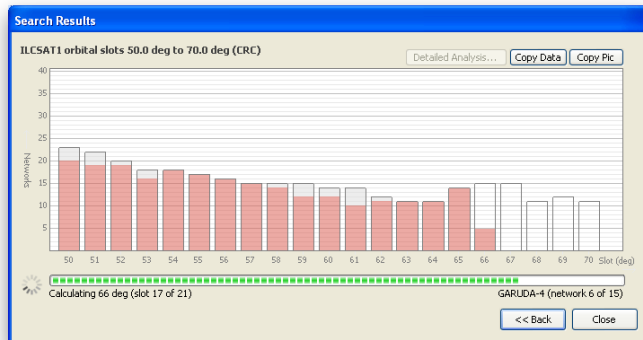 Search Results
ILCSAT1 orbital slots 50.0 deg to 70.0 deg (CRC)
Detailed Analysis... Copy Data Copy Pic
40
35
30
25
20
15
10
5
Networks
50 51 52 53 54 55 56 57 58 59 60 61 62 63 64 65 66 67 68 69 70 Slot (deg)
Calculating 66 deg (slot 17 of 21) GARUDA-4 (network 6 of 15)
<< Back Close